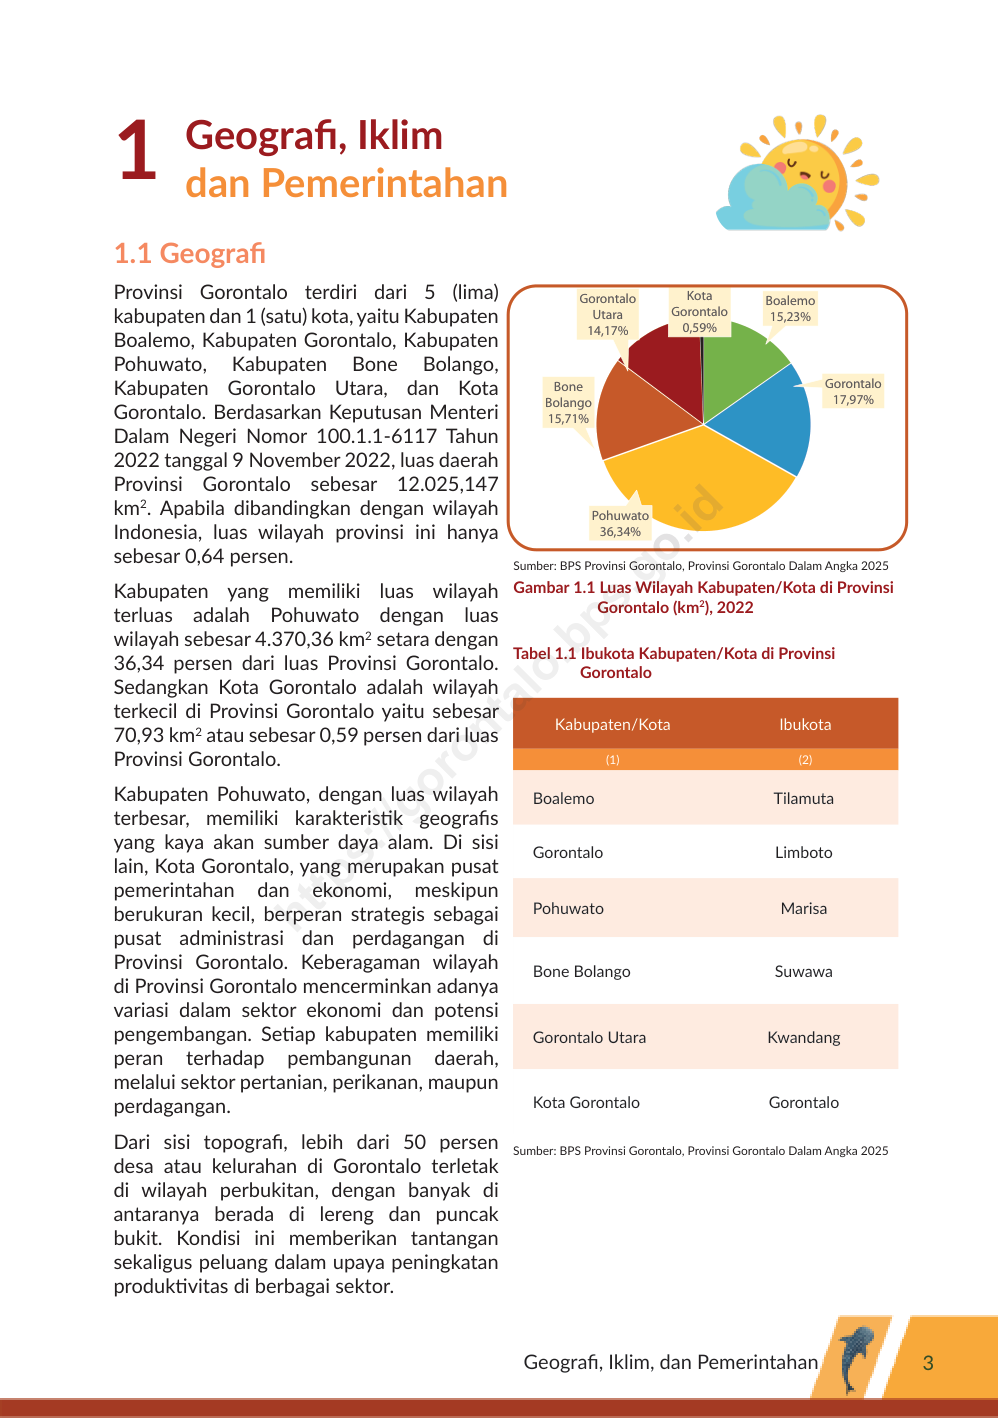 1
Geografi, Iklim
dan Pemerintahan
1.1 Geografi
Provinsi Gorontalo terdiri dari 5 (lima)
kabupaten dan 1 (satu) kota, yaitu Kabupaten
Boalemo, Kabupaten Gorontalo, Kabupaten
Pohuwato, Kabupaten Bone Bolango,
Kabupaten Gorontalo Utara, dan Kota
Gorontalo. Berdasarkan Keputusan Menteri
Dalam Negeri Nomor 100.1.1-6117 Tahun
2022 tanggal 9 November 2022, luas daerah
Provinsi Gorontalo sebesar 12.025,147
km². Apabila dibandingkan dengan wilayah
Indonesia, luas wilayah provinsi ini hanya
sebesar 0,64 persen.
Kabupaten yang memiliki luas wilayah
terluas adalah Pohuwato dengan luas
wilayah sebesar 4.370,36 km² setara dengan
36,34 persen dari luas Provinsi Gorontalo.
Sedangkan Kota Gorontalo adalah wilayah
terkecil di Provinsi Gorontalo yaitu sebesar
70,93 km² atau sebesar 0,59 persen dari luas
Provinsi Gorontalo.
Kabupaten Pohuwato, dengan luas wilayah
terbesar, memiliki karakteristik geografis
yang kaya akan sumber daya alam. Di sisi
lain, Kota Gorontalo, yang merupakan pusat
pemerintahan dan ekonomi, meskipun
berukuran kecil, berperan strategis sebagai
pusat administrasi dan perdagangan di
Provinsi Gorontalo. Keberagaman wilayah
di Provinsi Gorontalo mencerminkan adanya
variasi dalam sektor ekonomi dan potensi
pengembangan. Setiap kabupaten memiliki
peran terhadap pembangunan daerah,
melalui sektor pertanian, perikanan, maupun
perdagangan.
Dari sisi topografi, lebih dari 50 persen
desa atau kelurahan di Gorontalo terletak
di wilayah perbukitan, dengan banyak di
antaranya berada di lereng dan puncak
bukit. Kondisi ini memberikan tantangan
sekaligus peluang dalam upaya peningkatan
produktivitas di berbagai sektor.
Gorontalo
Utara
14,17%
Kota
Gorontalo
0,59%
Boalemo
15,23%
Gorontalo
17,97%
Bone
Bolango
15,71%
Pohuwato
36,34%
Sumber: BPS Provinsi Gorontalo, Provinsi Gorontalo Dalam Angka 2025
Gambar 1.1 Luas Wilayah Kabupaten/Kota di Provinsi
Gorontalo (km²), 2022
Tabel 1.1 Ibukota Kabupaten/Kota di Provinsi
Gorontalo
Kabupaten/Kota Ibukota
(1) (2)
Boalemo Tilamuta
Gorontalo Limboto
Pohuwato Marisa
Bone Bolango Suwawa
Gorontalo Utara Kwandang
Kota Gorontalo Gorontalo
Sumber: BPS Provinsi Gorontalo, Provinsi Gorontalo Dalam Angka 2025
https://gorontalo.bps.go.id
Geografi, Iklim, dan Pemerintahan 3